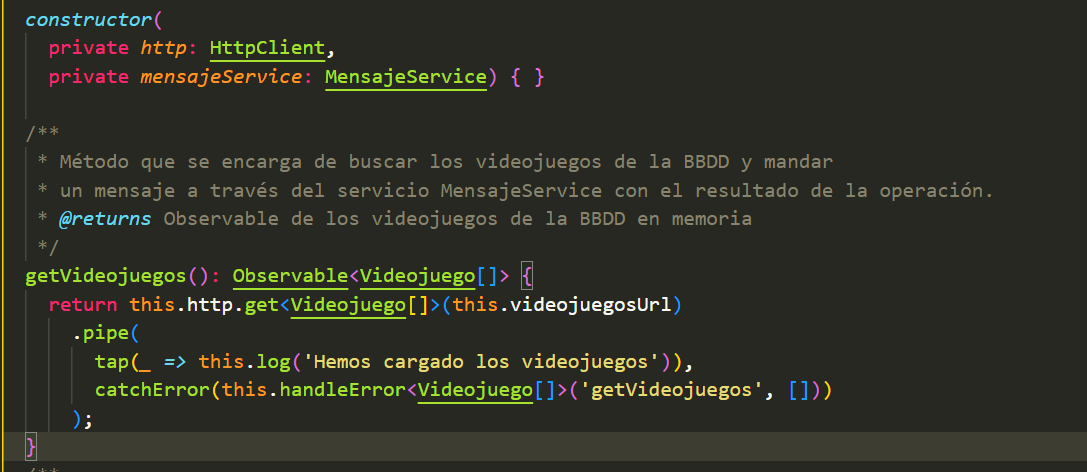 constructor(
private http: HttpClient,
private mensajeService: MensajeService) { }
/**
* Método que se encarga de buscar los videojuegos de la BBDD y mandar
* un mensaje a través del servicio MensajeService con el resultado de la operación.
* @returns Observable de los videojuegos de la BBDD en memoria
*/
getVideojuegos(): Observable<Videojuego[]> {
return this.http.get<Videojuego[]>(this.videojuegosUrl)
.pipe(
tap(_ => this.log('Hemos cargado los videojuegos')),
catchError(this.handleError<Videojuego[]>('getVideojuegos', []))
);
}
/**